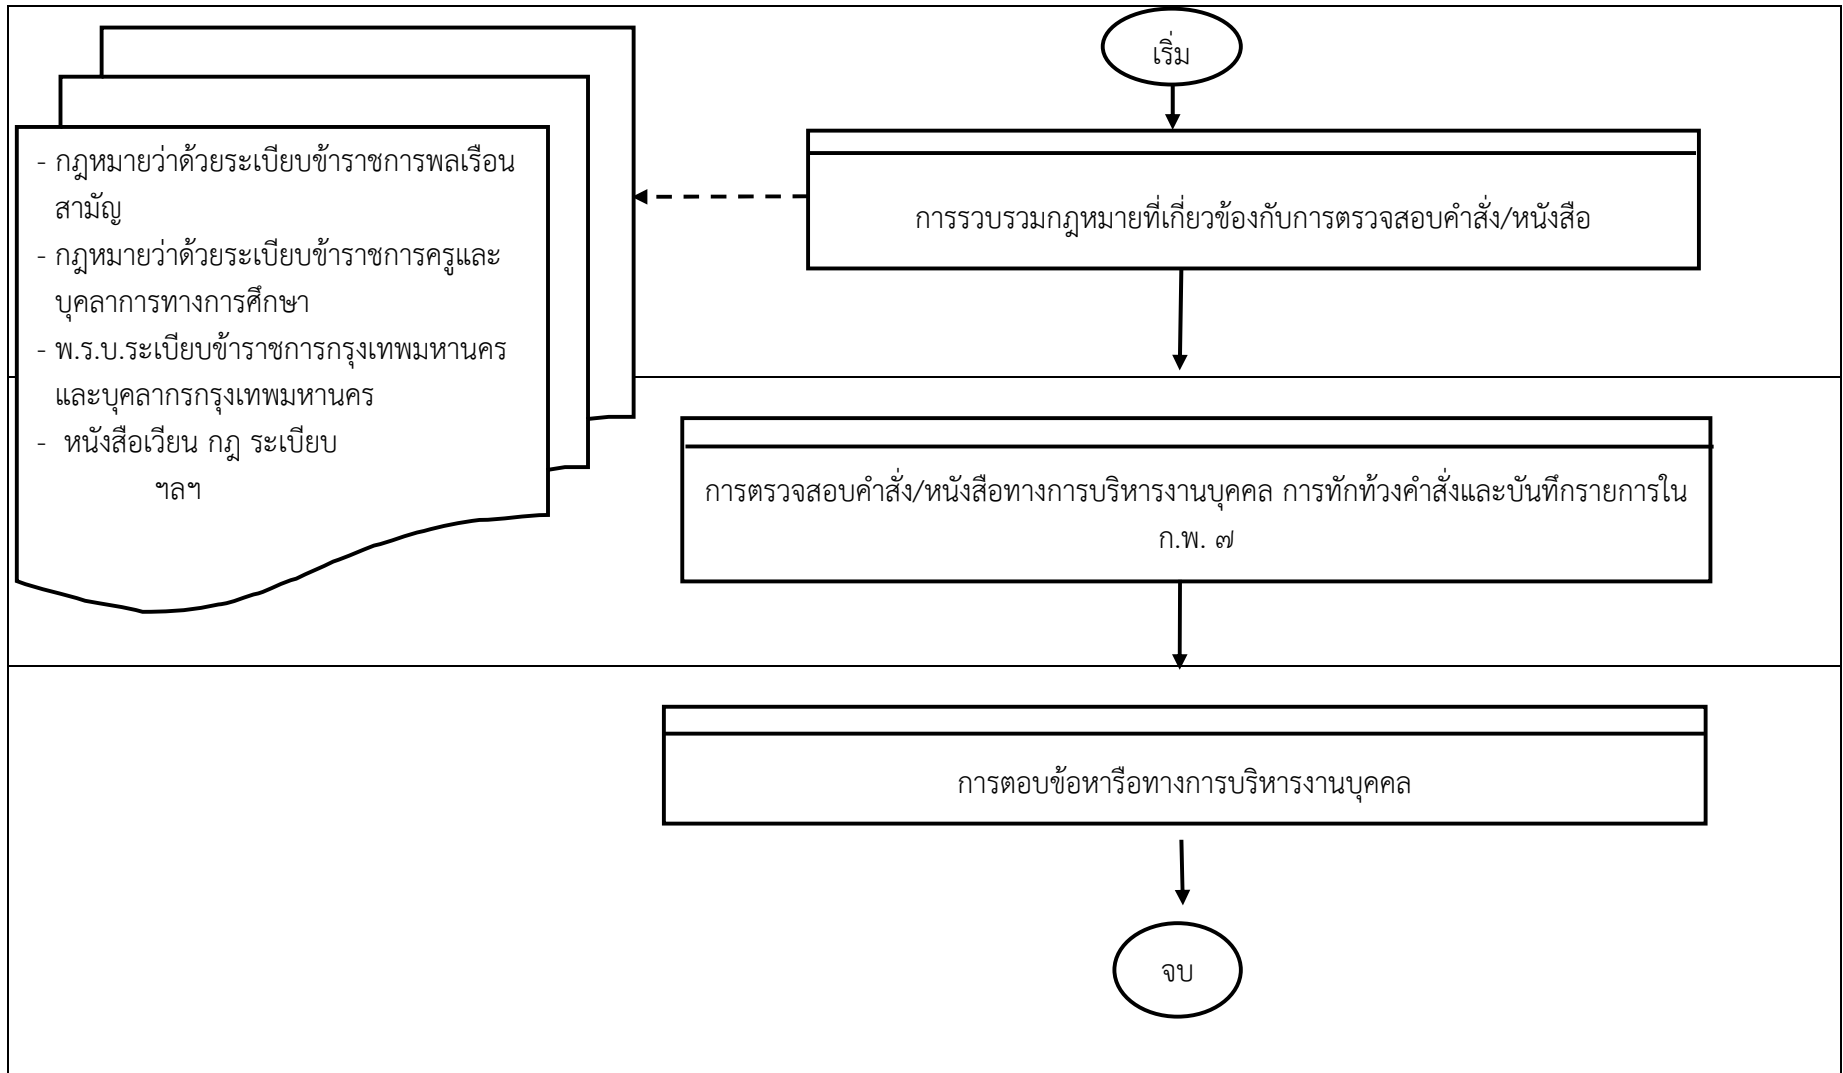 เริ่ม
- กฎหมายว่าด้วยระเบียบข้าราชการพลเรือน
สามัญ
- กฎหมายว่าด้วยระเบียบข้าราชการครูและ
บุคลาการทางการศึกษา
- พ.ร.บ.ระเบียบข้าราชการกรุงเทพมหานคร
และบุคลากรกรุงเทพมหานคร
- หนังสือเวียน กฎ ระเบียบ
ฯลฯ
การรวบรวมกฎหมายที่เกี่ยวข้องกับการตรวจสอบคำสั่ง/หนังสือ
การตรวจสอบคำสั่ง/หนังสือทางการบริหารงานบุคคล การทักท้วงคำสั่งและบันทึกรายการใน
ก.พ. ๗
การตอบข้อหารือทางการบริหารงานบุคคล
จบ